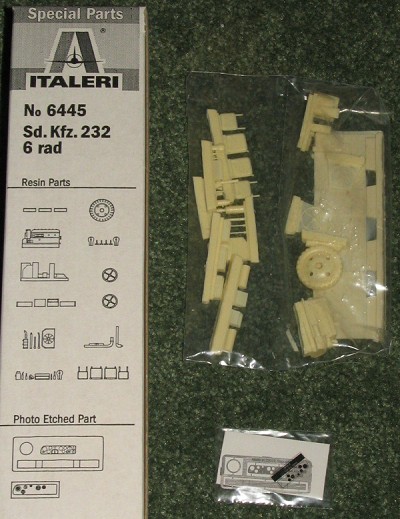 Special Parts
ITALERI
No 6445
Sd. Kfz. 232
6 rad
Resin Parts
Photo Etched Part